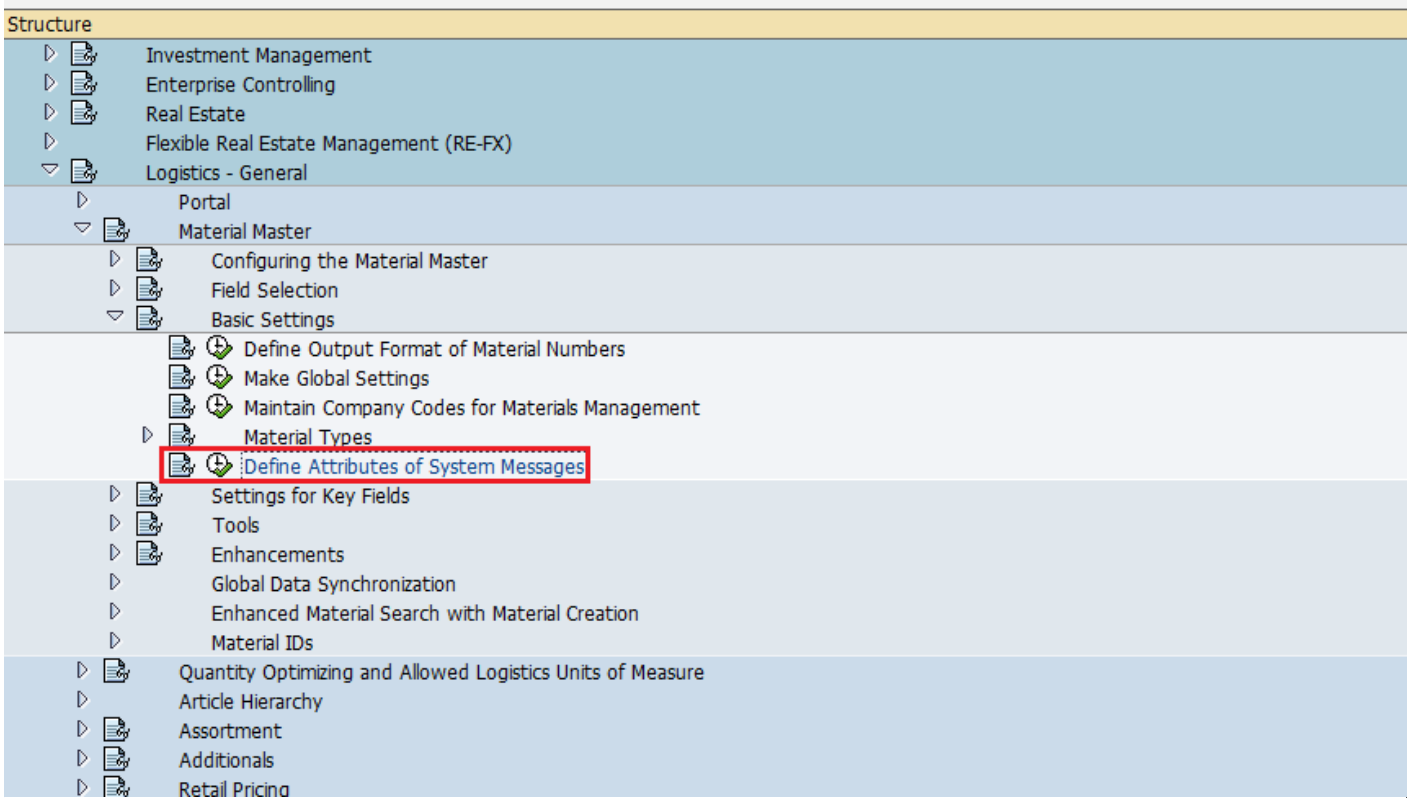 Structure
Investment Management
Enterprise Controlling
Real Estate
Flexible Real Estate Management (RE-FX)
Logistics - General
Portal
Material Master
Configuring the Material Master
Field Selection
Basic Settings
Define Output Format of Material Numbers
Make Global Settings
Maintain Company Codes for Materials Management
Material Types
Define Attributes of System Messages
Settings for Key Fields
Tools
Enhancements
Global Data Synchronization
Enhanced Material Search with Material Creation
Material IDs
Quantity Optimizing and Allowed Logistics Units of Measure
Article Hierarchy
Assortment
Additionals
Retail Pricing